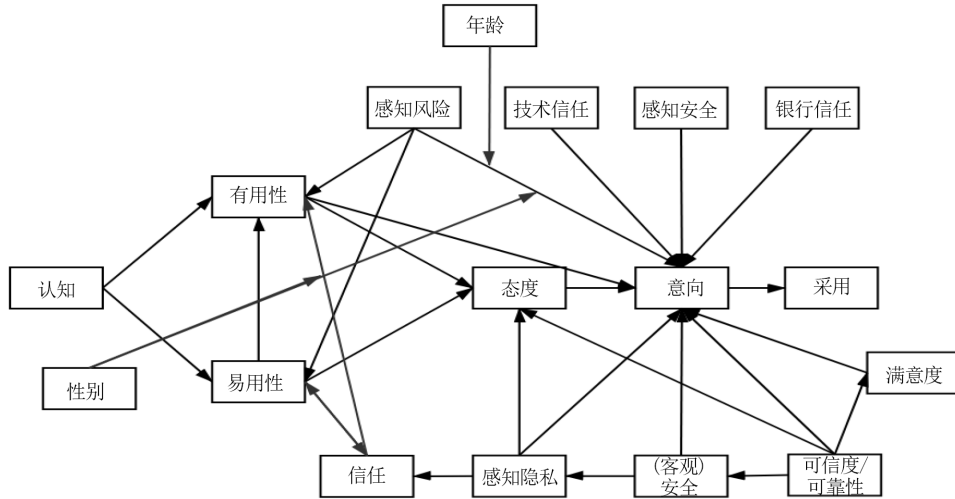 年龄
感知风险
技术信任
感知安全
银行信任
有用性
认知
态度
意向
采用
性别
易用性
满意度
信任
感知隐私
(客观)
安全
可信度/
可靠性